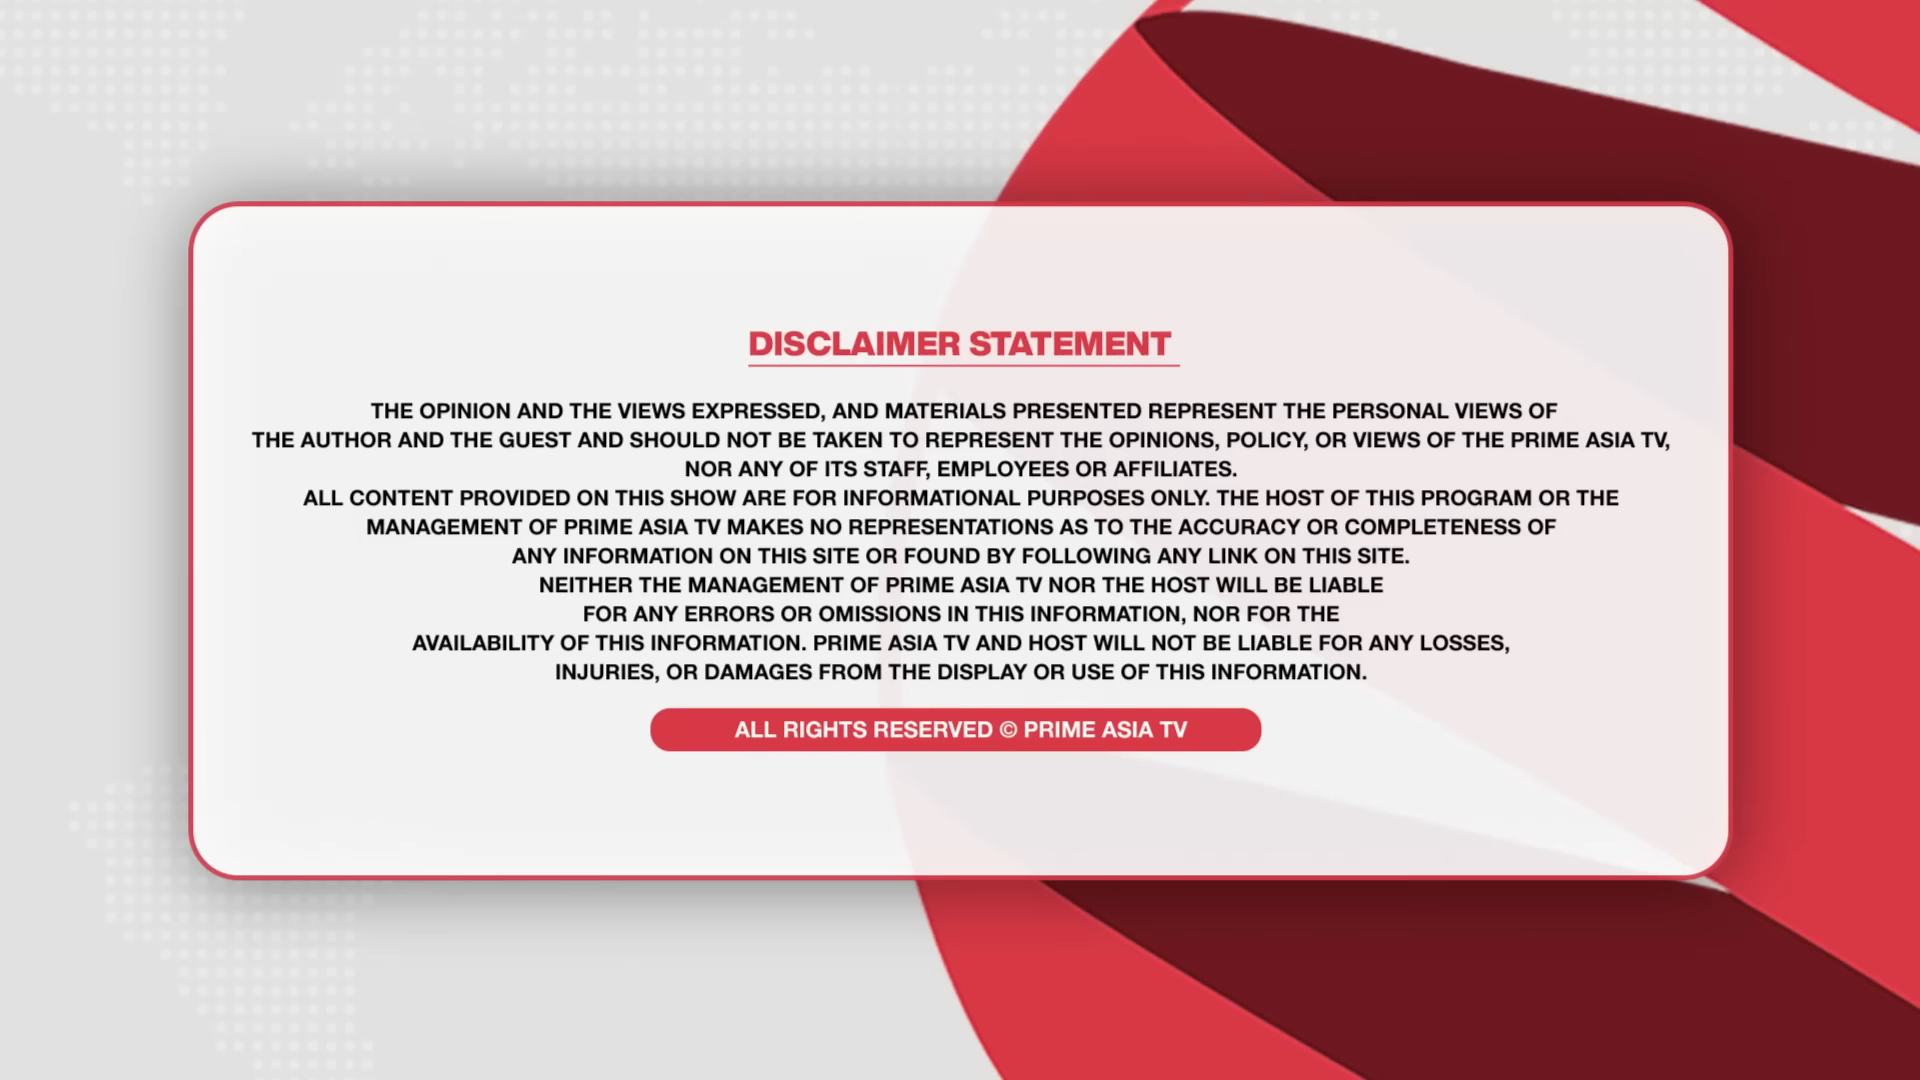 DISCLAIMER STATEMENT
THE OPINION AND THE VIEWS EXPRESSED, AND MATERIALS PRESENTED REPRESENT THE PERSONAL VIEWS OF
THE AUTHOR AND THE GUEST AND SHOULD NOT BE TAKEN TO REPRESENT THE OPINIONS, POLICY, OR VIEWS OF THE PRIME ASIA TV,
NOR ANY OF ITS STAFF, EMPLOYEES OR AFFILIATES.
ALL CONTENT PROVIDED ON THIS SHOW ARE FOR INFORMATIONAL PURPOSES ONLY. THE HOST OF THIS PROGRAM OR THE
MANAGEMENT OF PRIME ASIA TV MAKES NO REPRESENTATIONS AS TO THE ACCURACY OR COMPLETENESS OF
ANY INFORMATION ON THIS SITE OR FOUND BY FOLLOWING ANY LINK ON THIS SITE.
NEITHER THE MANAGEMENT OF PRIME ASIA TV NOR THE HOST WILL BE LIABLE
FOR ANY ERRORS OR OMISSIONS IN THIS INFORMATION, NOR FOR THE
AVAILABILITY OF THIS INFORMATION. PRIME ASIA TV AND HOST WILL NOT BE LIABLE FOR ANY LOSSES,
INJURIES, OR DAMAGES FROM THE DISPLAY OR USE OF THIS INFORMATION.
ALL RIGHTS RESERVED © PRIME ASIA TV